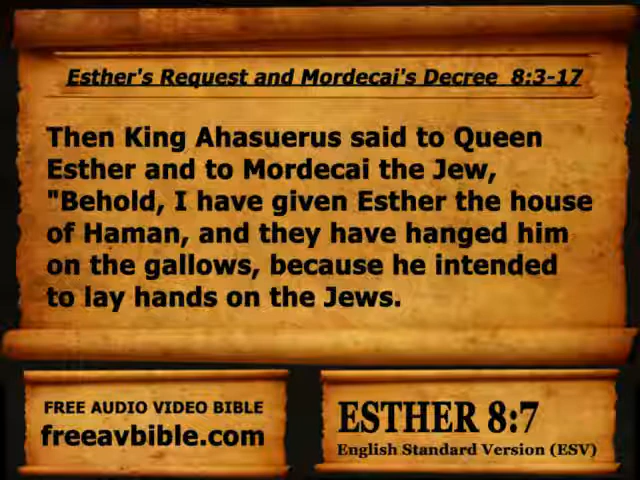 Esther's Request and Mordecai's Decree 8:3-17
Then King Ahasuerus said to Queen
Esther and to Mordecai the Jew,
"Behold, I have given Esther the house
of Haman, and they have hanged him
on the gallows, because he intended
to lay hands on the Jews.
FREE AUDIO VIDEO BIBLE
freeavbible.com
ESTHER 8:7
English Standard Version (ESV)